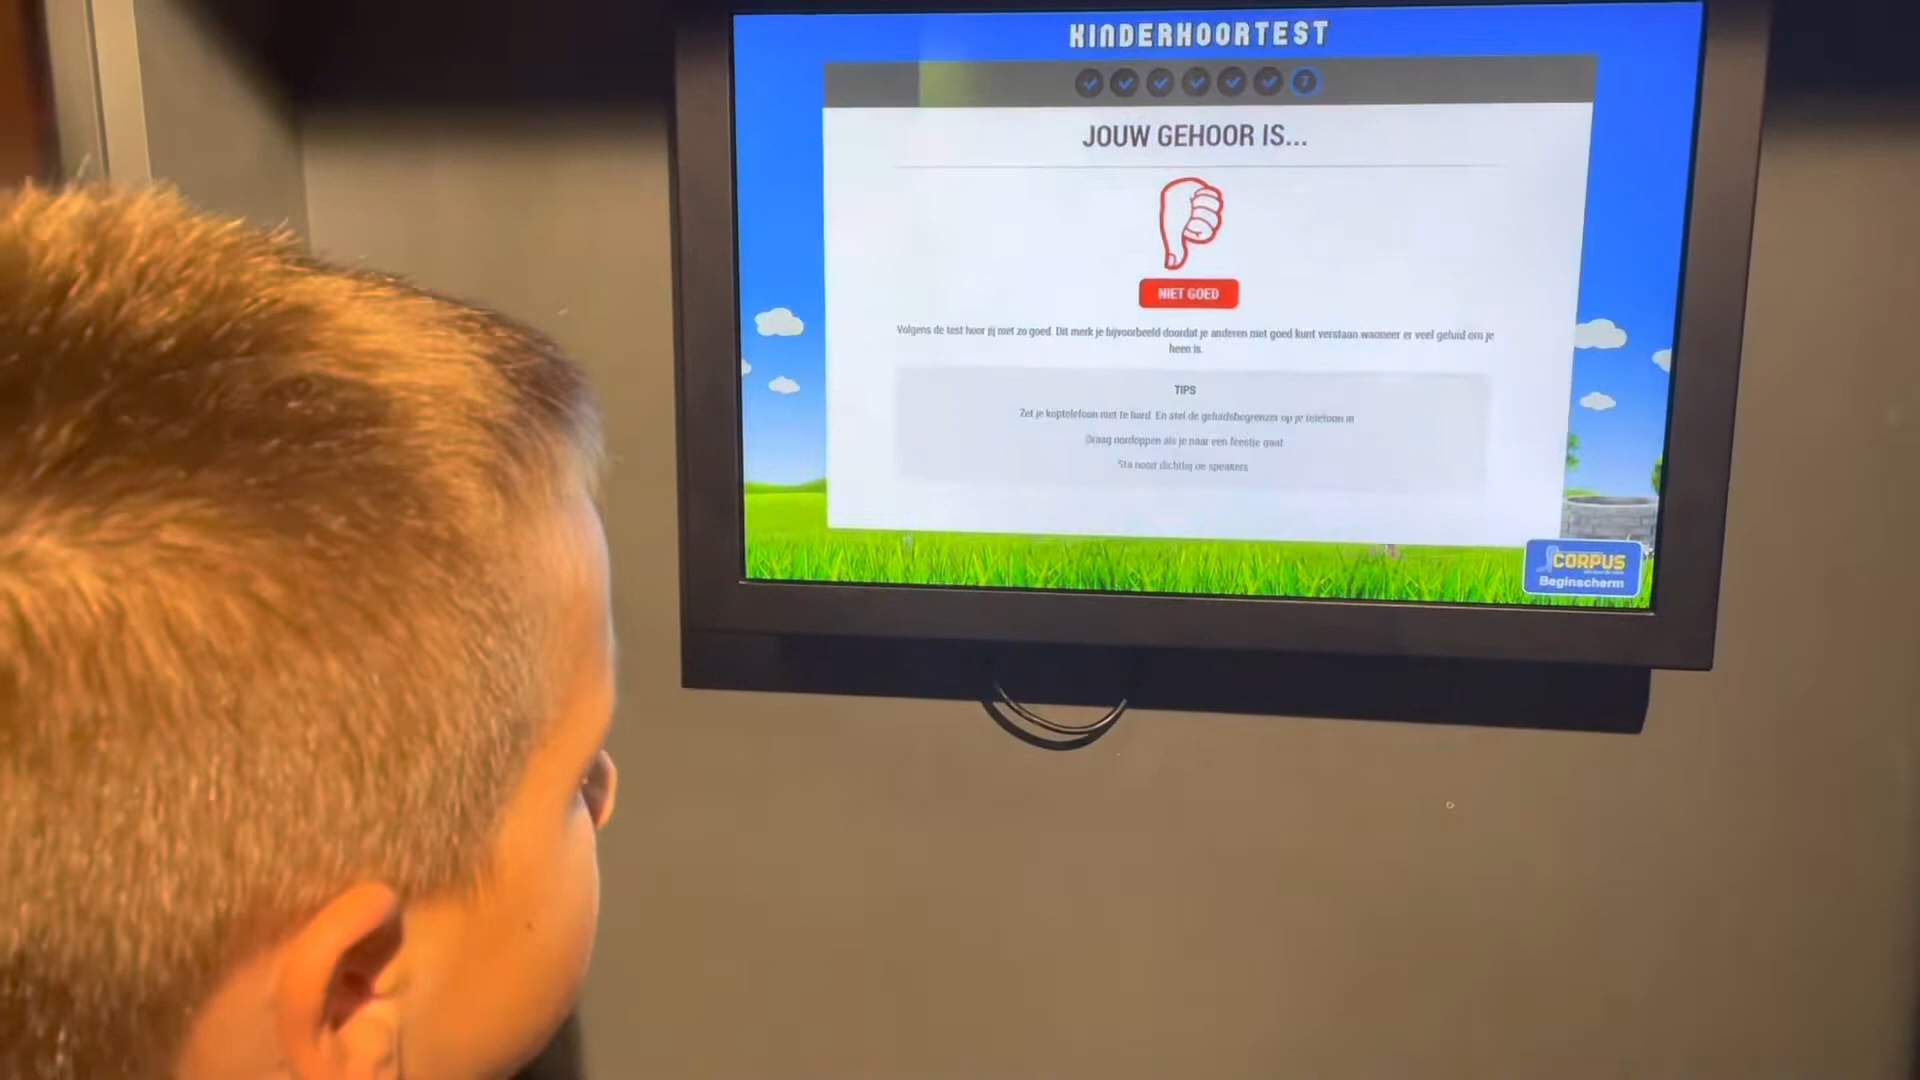 KINDERHOORTEST
7
JOUW GEHOOR IS...
NIET GOED
Volgens de test hoor jij niet zo goed. Dit merk je bijvoorbeeld doordat je anderen niet goed kunt verstaan wanneer er veel geluid om je
heen is.
TIPS
Zet je koptelefoon niet te hard. En stel de geluidsbegrenzer op je telefoon in
Draag oordoppen als je naar een feestje gaat
Sta nooit dichtbij de speakers
CORPUS
Beginscherm